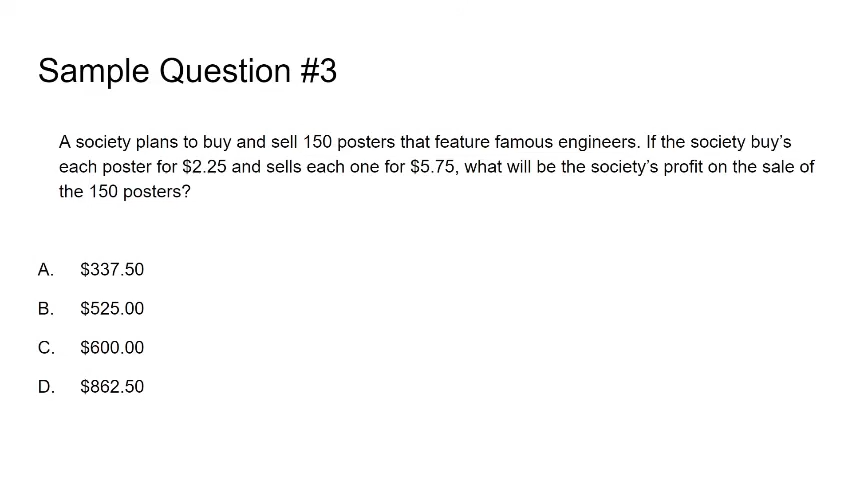 Sample Question #3
A society plans to buy and sell 150 posters that feature famous engineers. If the society buy's
each poster for $2.25 and sells each one for $5.75, what will be the society's profit on the sale of
the 150 posters?
A. $337.50
B. $525.00
C. $600.00
D. $862.50